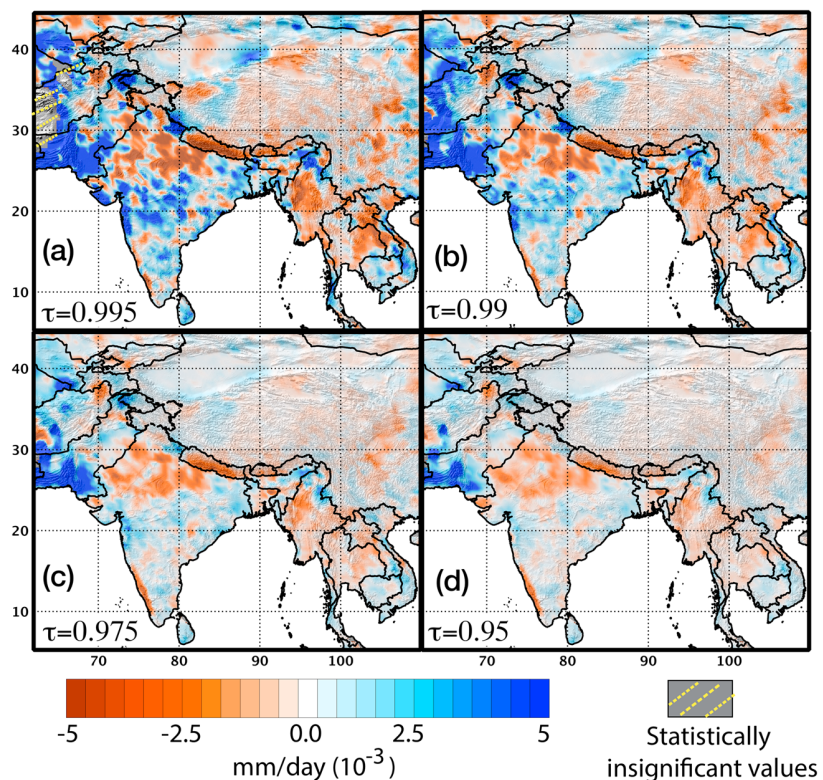 40
30
20
10
(a)
τ=0.995
(b)
τ=0.99
40
30
20
10
(c)
τ=0.975
(d)
τ=0.95
70 80 90 100 70 80 90 100
-5 -2.5 0.0 2.5 5
mm/day (10⁻³)
Statistically
insignificant values